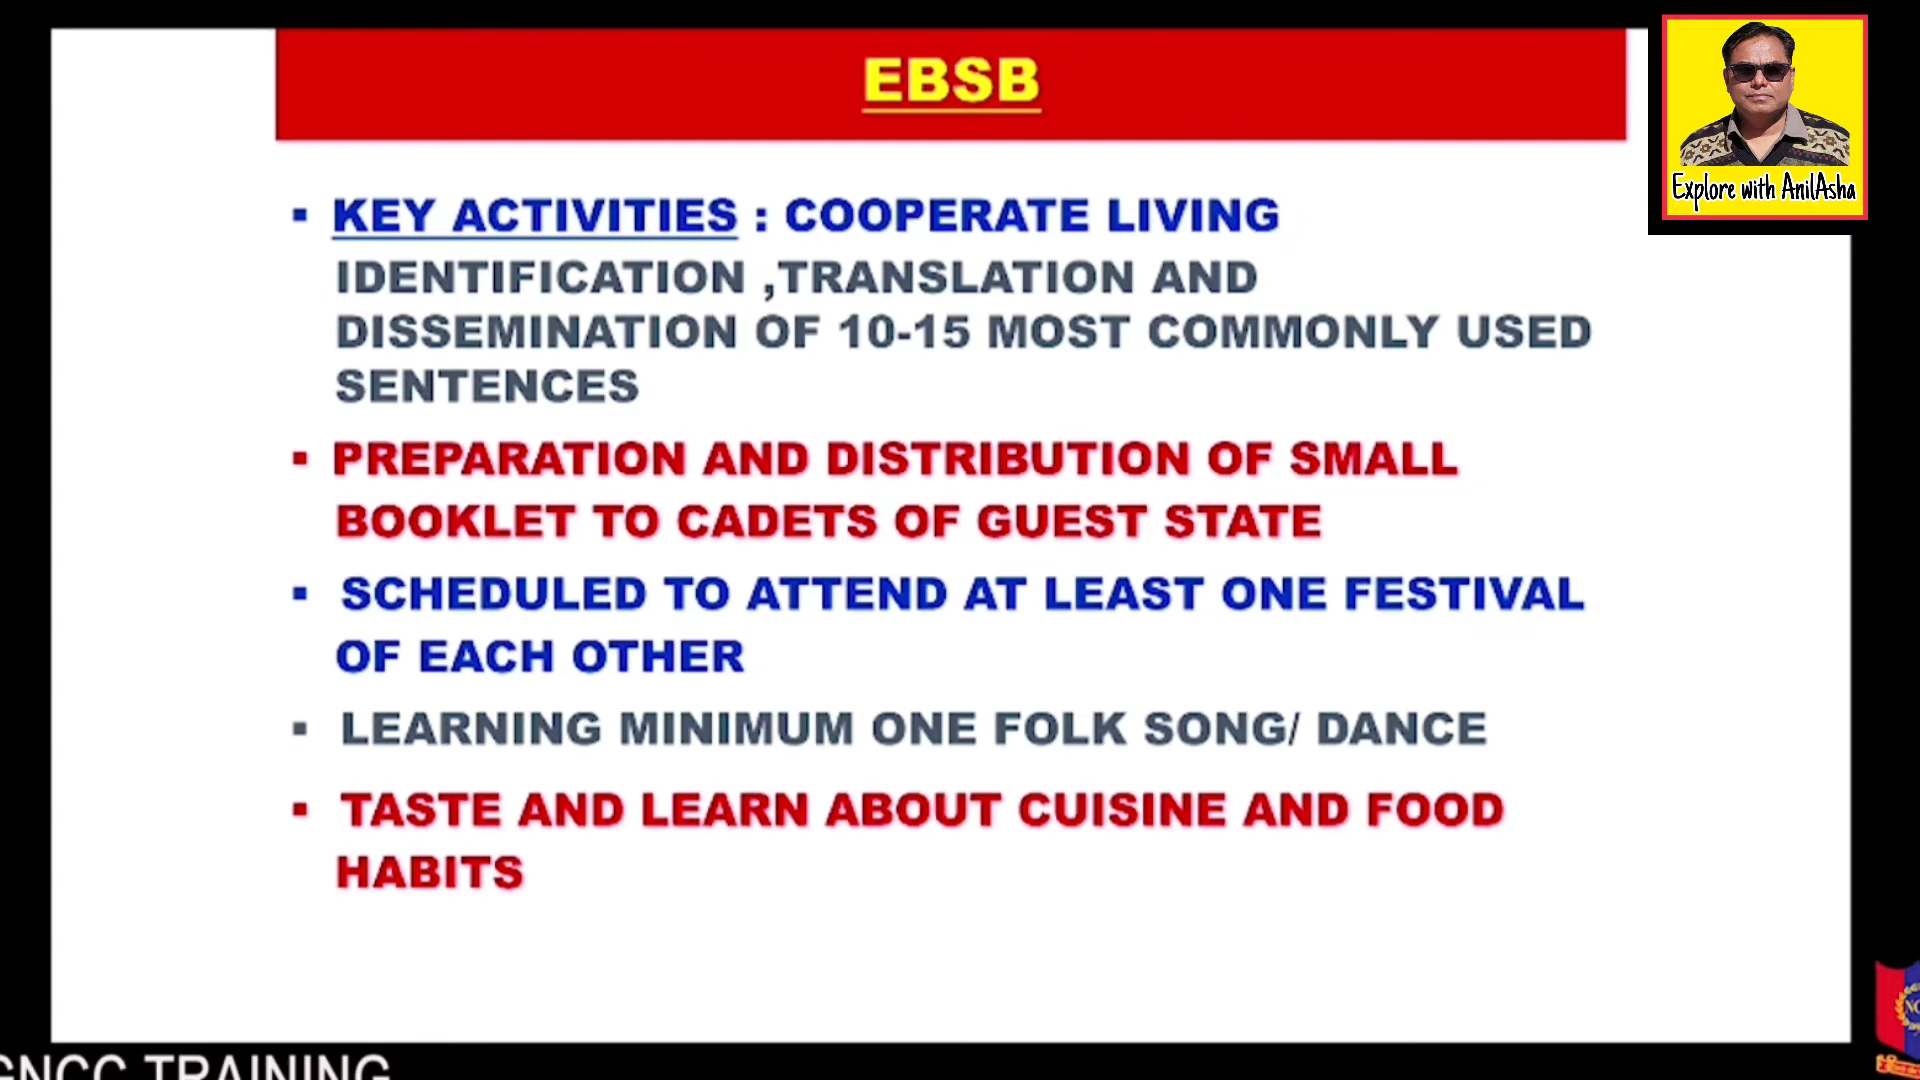 EBSB
Explore with AnilAsha
▪ KEY ACTIVITIES : COOPERATE LIVING
IDENTIFICATION ,TRANSLATION AND
DISSEMINATION OF 10-15 MOST COMMONLY USED
SENTENCES
▪ PREPARATION AND DISTRIBUTION OF SMALL
BOOKLET TO CADETS OF GUEST STATE
▪ SCHEDULED TO ATTEND AT LEAST ONE FESTIVAL
OF EACH OTHER
▪ LEARNING MINIMUM ONE FOLK SONG/ DANCE
▪ TASTE AND LEARN ABOUT CUISINE AND FOOD
HABITS
GNCC TRAINING